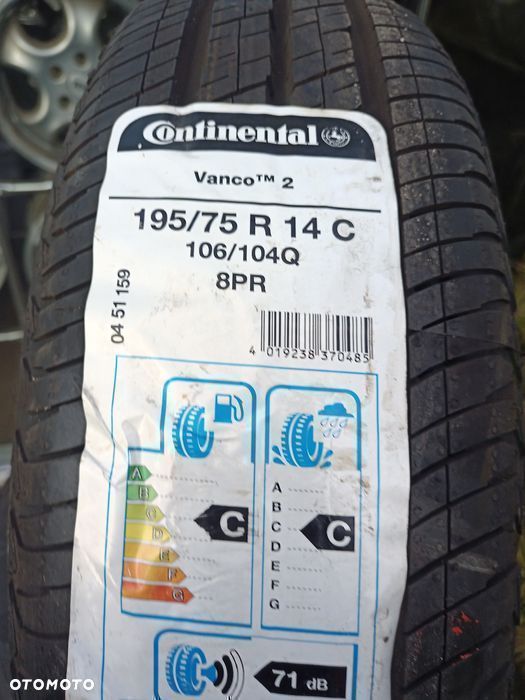 Continental
Vanco™ 2
195/75 R 14 C
106/104Q
8PR
04 51 159
4 019238 370485
A
B
C
D
E
F
G
C
A
B
C
D
E
F
G
C
71 dB
OTOMOTO